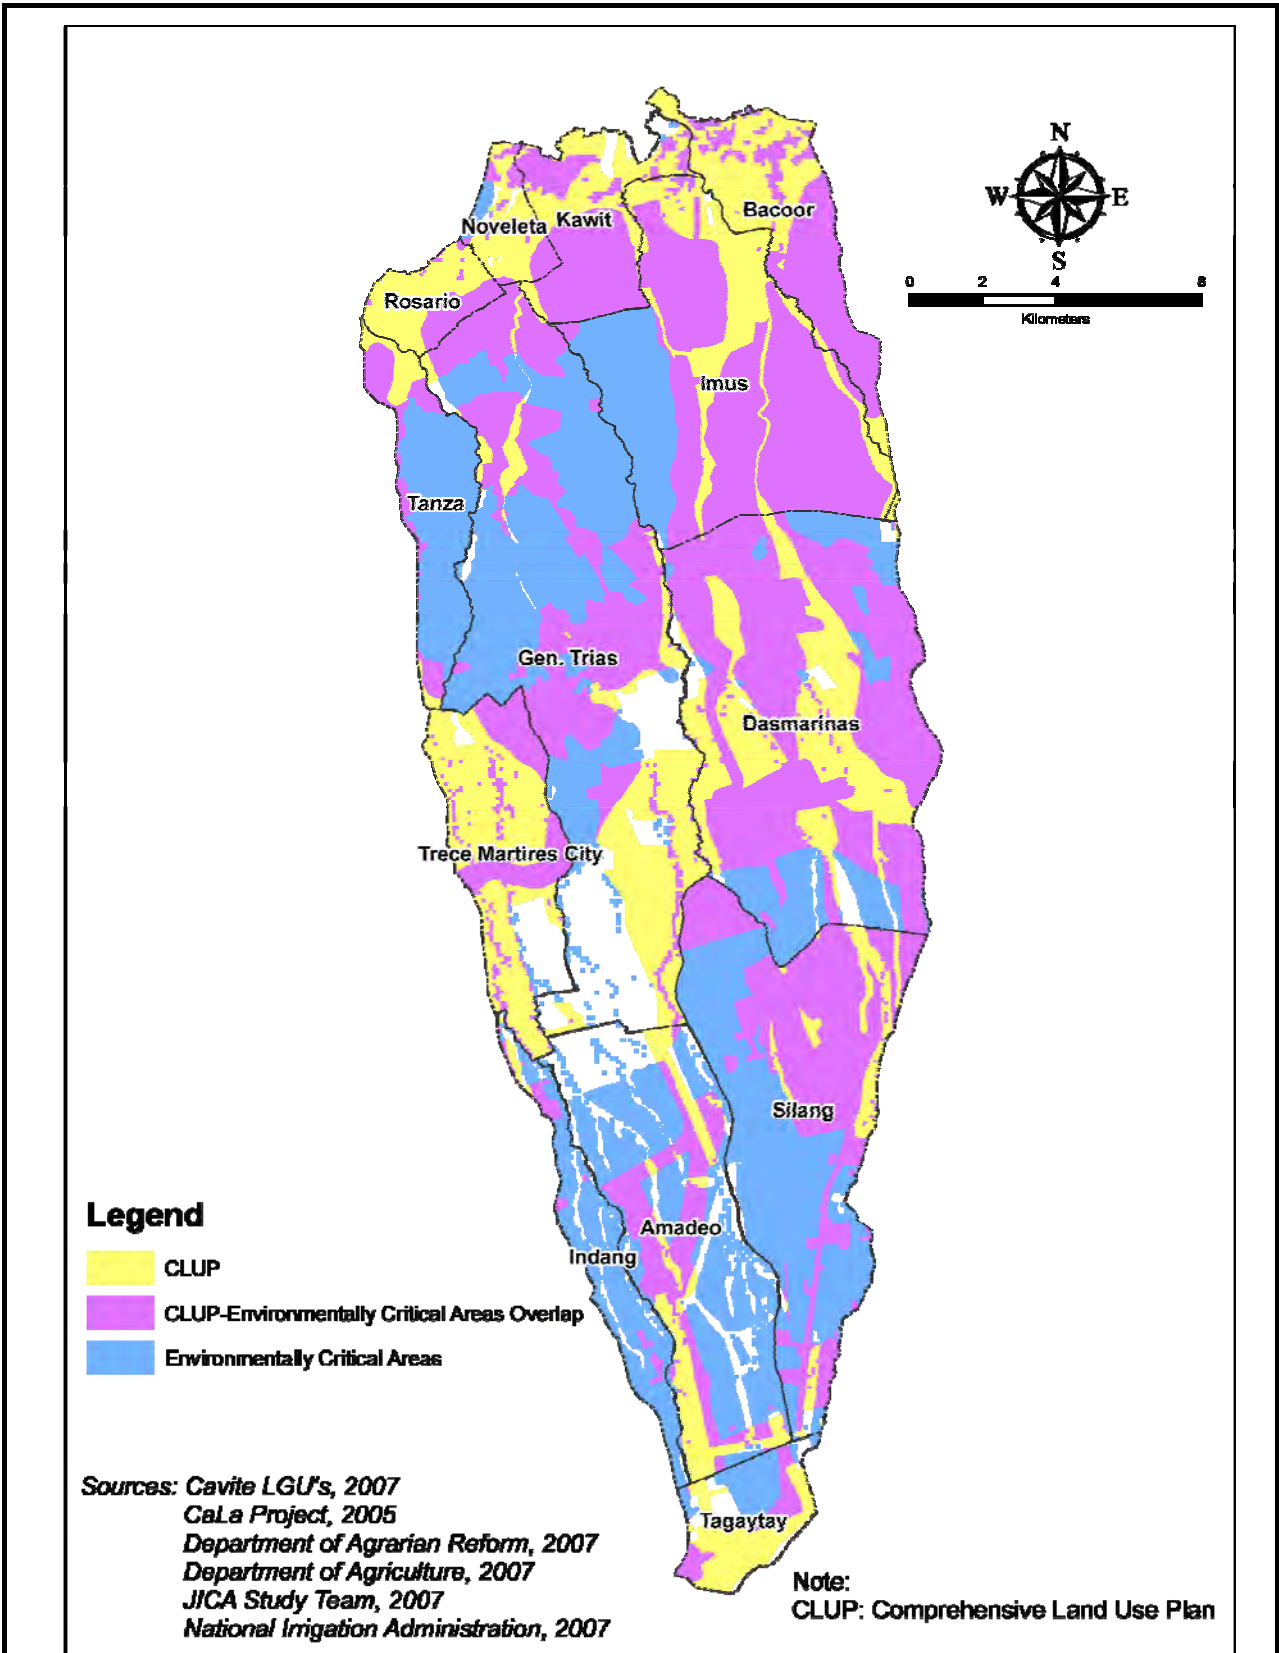 N
W E
S
0 2 4 8
Kilometers
Bacoor
Kawit
Noveleta
Rosario
Imus
Tanza
Gen. Trias
Dasmarinas
Trece Martires City
Silang
Amadeo
Indang
Tagaytay
Legend
CLUP
CLUP-Environmentally Critical Areas Overlap
Environmentally Critical Areas
Sources: Cavite LGU's, 2007
CaLa Project, 2005
Department of Agrarian Reform, 2007
Department of Agriculture, 2007
JICA Study Team, 2007
National Irrigation Administration, 2007
Note:
CLUP: Comprehensive Land Use Plan